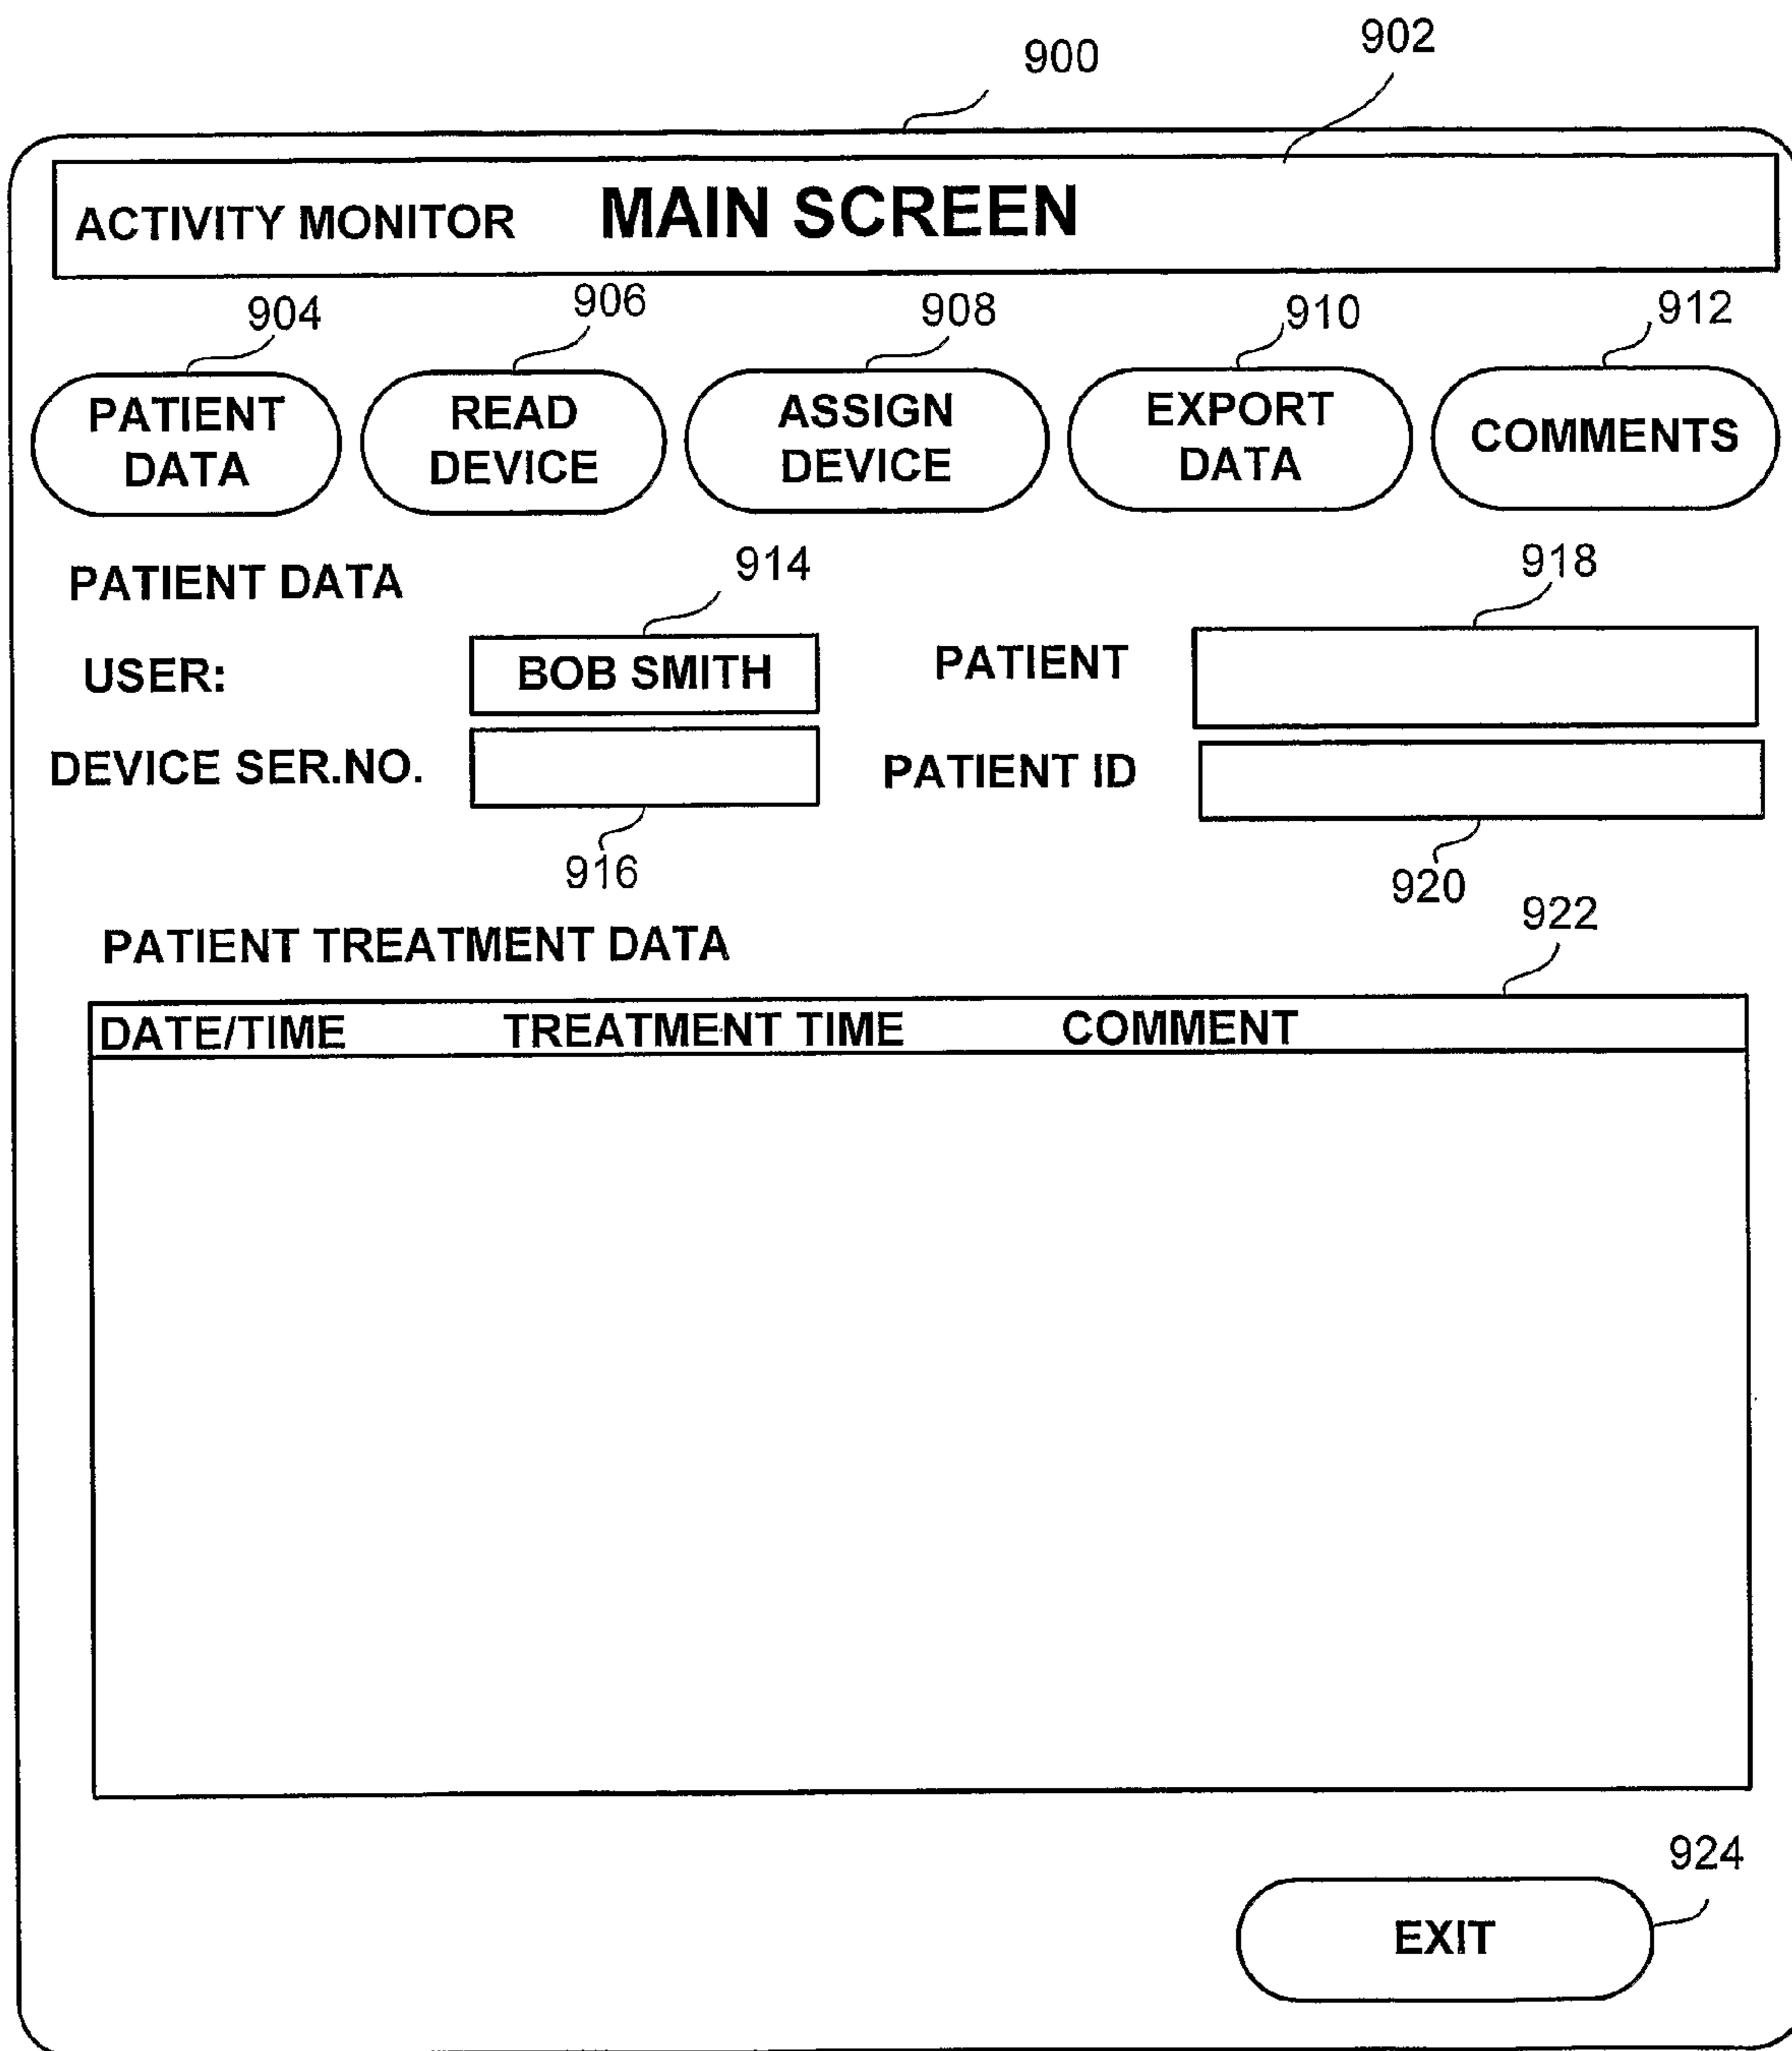 900
902
ACTIVITY MONITOR MAIN SCREEN
904
906
908
910
912
PATIENT
DATA
READ
DEVICE
ASSIGN
DEVICE
EXPORT
DATA
COMMENTS
PATIENT DATA
914
918
USER:
BOB SMITH
PATIENT
DEVICE SER.NO.
PATIENT ID
916
920
PATIENT TREATMENT DATA
922
DATE/TIME TREATMENT TIME COMMENT
924
EXIT